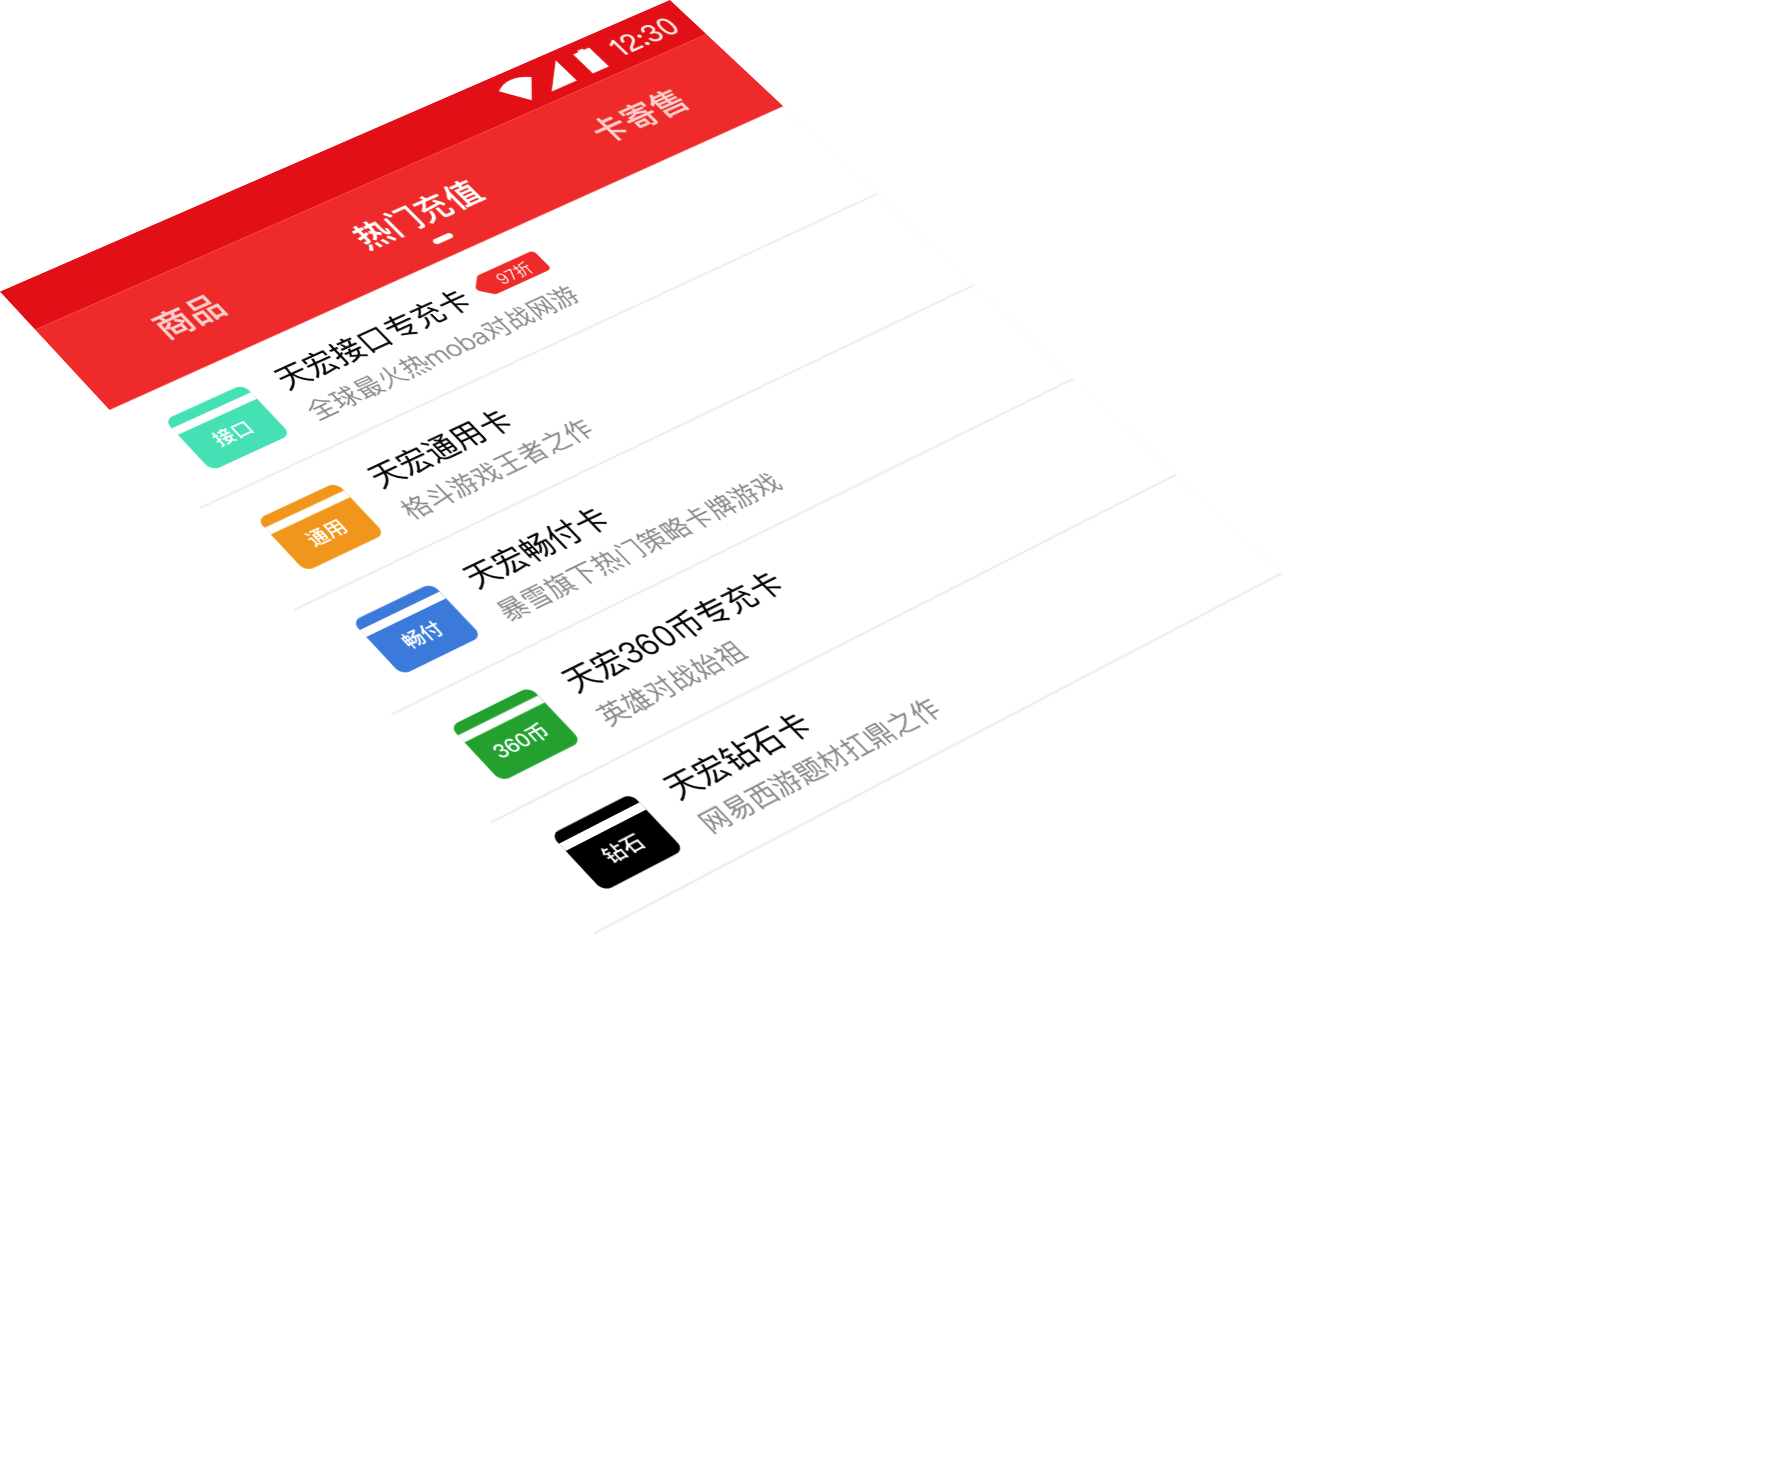 12:30
商品 热门充值 卡寄售
天宏接口专充卡 97折
全球最火热moba对战网游
接口
天宏通用卡
格斗游戏王者之作
通用
天宏畅付卡
暴雪旗下热门策略卡牌游戏
畅付
天宏360币专充卡
英雄对战始祖
360币
天宏钻石卡
网易西游题材扛鼎之作
钻石